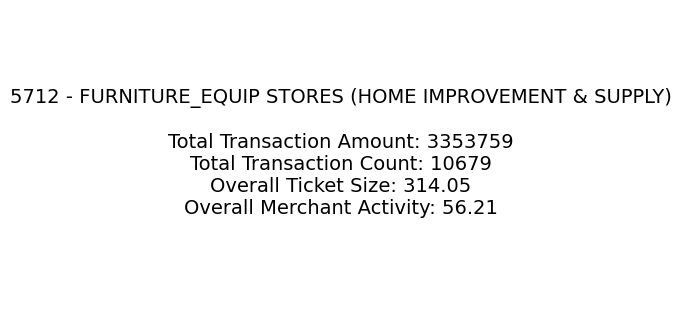 5712 - FURNITURE_EQUIP STORES (HOME IMPROVEMENT & SUPPLY)
Total Transaction Amount: 3353759
Total Transaction Count: 10679
Overall Ticket Size: 314.05
Overall Merchant Activity: 56.21